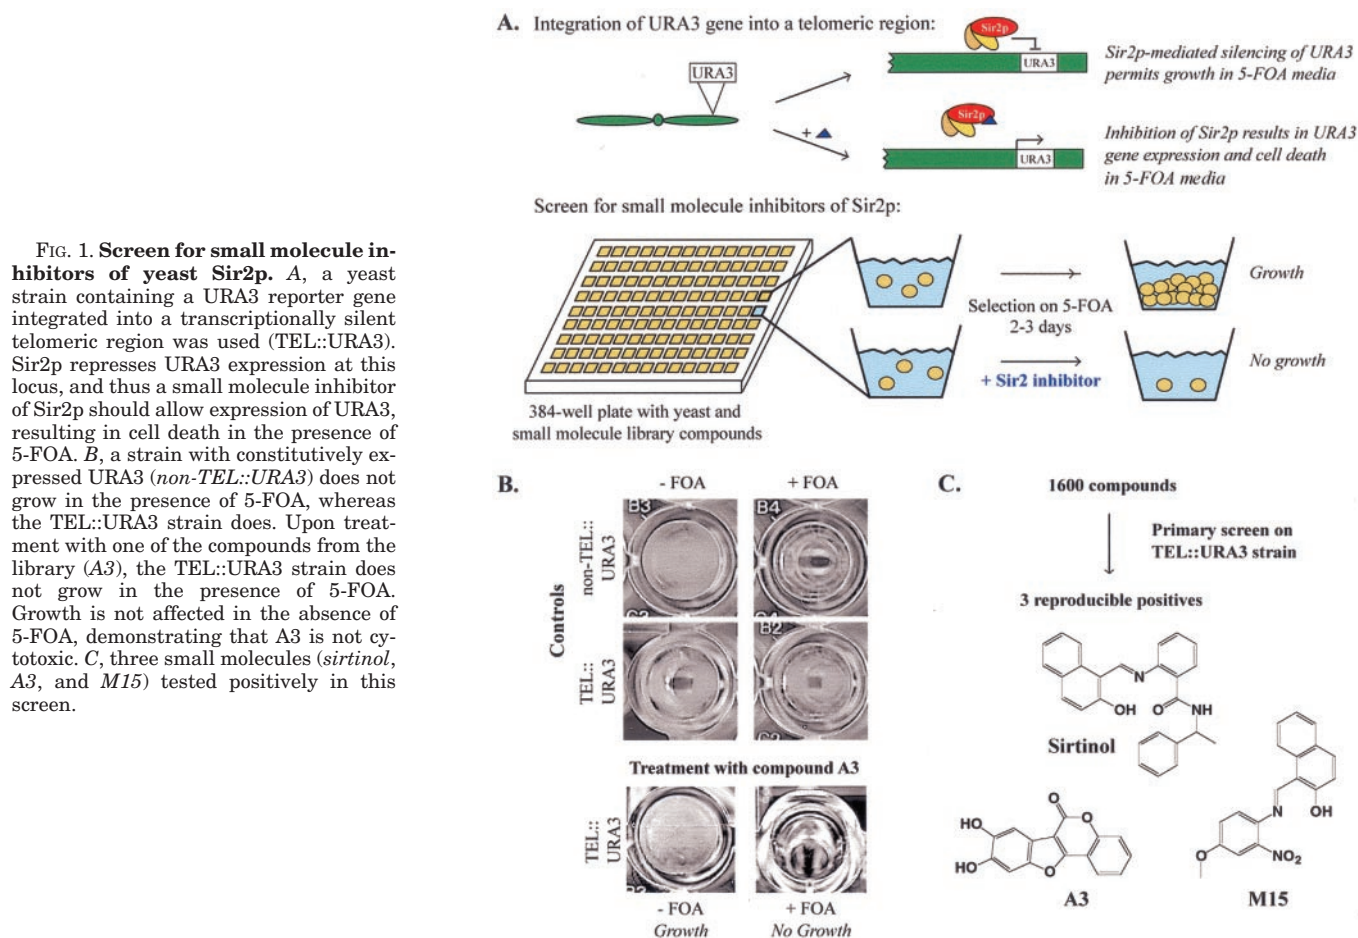 FIG. 1. Screen for small molecule in-
hibitors of yeast Sir2p. A, a yeast
strain containing a URA3 reporter gene
integrated into a transcriptionally silent
telomeric region was used (TEL::URA3).
Sir2p represses URA3 expression at this
locus, and thus a small molecule inhibitor
of Sir2p should allow expression of URA3,
resulting in cell death in the presence of
5-FOA. B, a strain with constitutively ex-
pressed URA3 (non-TEL::URA3) does not
grow in the presence of 5-FOA, whereas
the TEL::URA3 strain does. Upon treat-
ment with one of the compounds from the
library (A3), the TEL::URA3 strain does
not grow in the presence of 5-FOA.
Growth is not affected in the absence of
5-FOA, demonstrating that A3 is not cy-
totoxic. C, three small molecules (sirtinol,
A3, and M15) tested positively in this
screen.
A. Integration of URA3 gene into a telomeric region:
URA3
Sir2p
URA3
Sir2p-mediated silencing of URA3
permits growth in 5-FOA media
+
Sir2p
URA3
Inhibition of Sir2p results in URA3
gene expression and cell death
in 5-FOA media
Screen for small molecule inhibitors of Sir2p:
384-well plate with yeast and
small molecule library compounds
Selection on 5-FOA
2-3 days
+ Sir2 inhibitor
Growth
No growth
B.
- FOA
+ FOA
Controls
non-TEL::
URA3
B3
B4
TEL::
URA3
B2
Treatment with compound A3
TEL::
URA3
- FOA
Growth
+ FOA
No Growth
C.
1600 compounds
Primary screen on
TEL::URA3 strain
3 reproducible positives
N
OH
O
NH
Sirtinol
HO
HO
O
O
O
A3
N
OH
NO2
O
M15